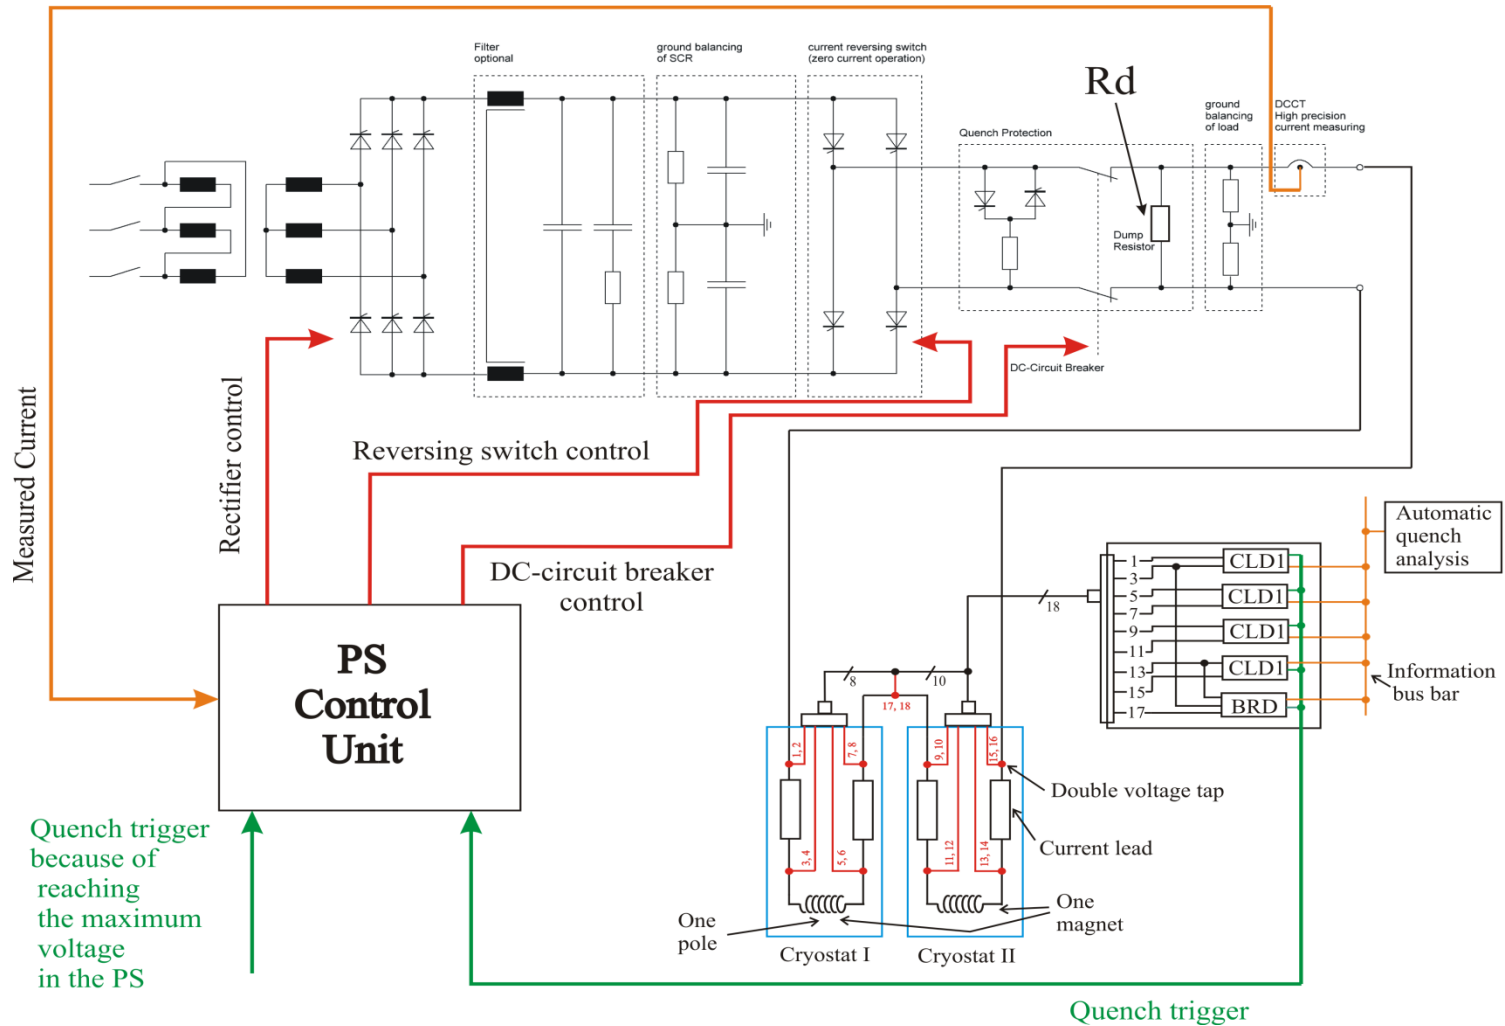 Filter
optional
ground balancing
of SCR
current reversing switch
(zero current operation)
Rd
Quench Protection
ground
balancing
of load
DCCT
High precision
current measuring
Dump
Resistor
DC-Circuit Breaker
Measured Current
Rectifier control
Reversing switch control
DC-circuit breaker
control
PS
Control
Unit
Quench trigger
because of
reaching
the maximum
voltage
in the PS
Automatic
quench
analysis
1
3
5
7
9
11
13
15
17
CLD1
CLD1
CLD1
CLD1
BRD
Information
bus bar
18
8
10
17, 18
1, 2
7, 8
9, 10
15, 16
3, 4
5, 6
11, 12
13, 14
Double voltage tap
Current lead
One
magnet
One
pole
Cryostat I
Cryostat II
Quench trigger